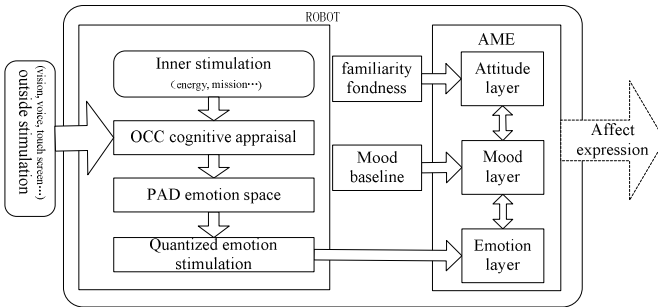 ROBOT
outside stimulation
(vision, voice, touch screen···)
Inner stimulation
(energy, mission···)
OCC cognitive appraisal
PAD emotion space
Quantized emotion
stimulation
familiarity
fondness
Mood
baseline
AME
Attitude
layer
Mood
layer
Emotion
layer
Affect
expression